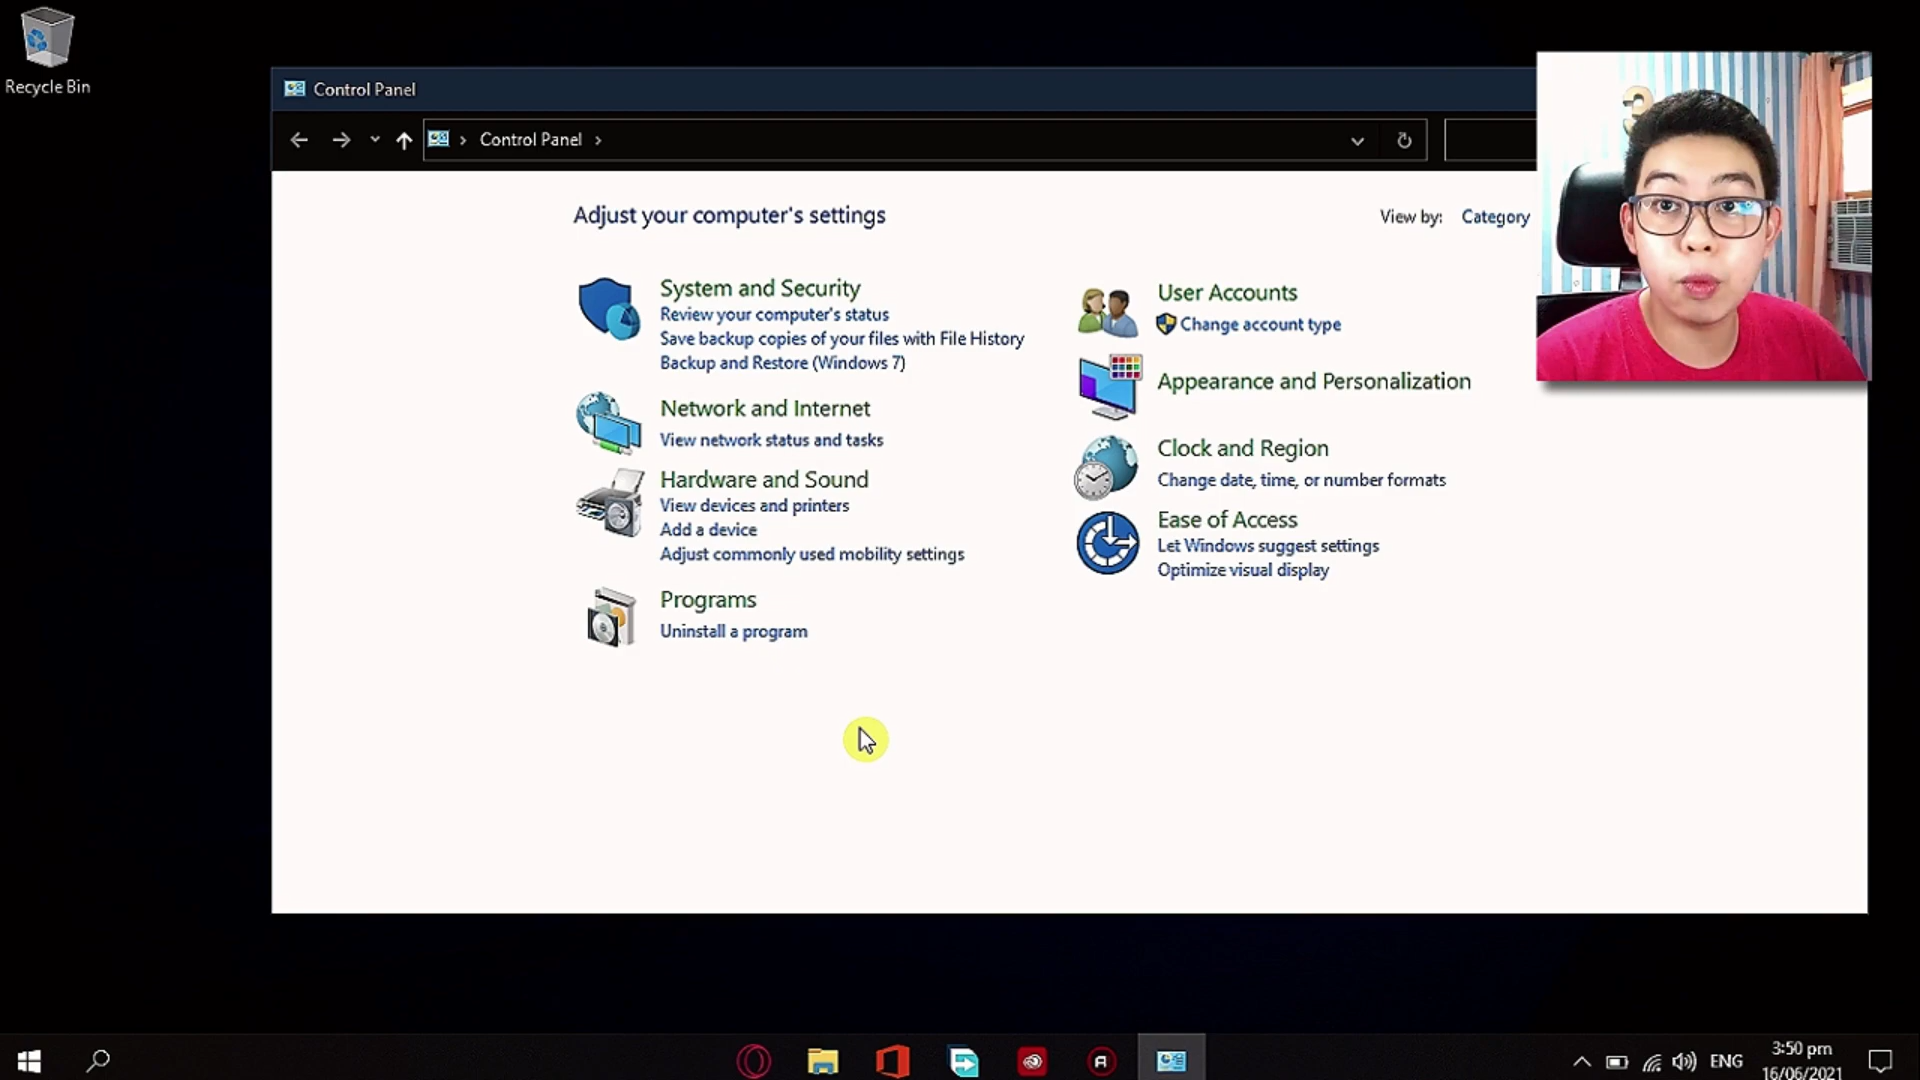 Recycle Bin
Control Panel
Control Panel
Adjust your computer's settings
View by: Category
System and Security
Review your computer's status
Save backup copies of your files with File History
Backup and Restore (Windows 7)
Network and Internet
View network status and tasks
Hardware and Sound
View devices and printers
Add a device
Adjust commonly used mobility settings
Programs
Uninstall a program
User Accounts
Change account type
Appearance and Personalization
Clock and Region
Change date, time, or number formats
Ease of Access
Let Windows suggest settings
Optimize visual display
3
ENG
3:50 pm
16/06/2021